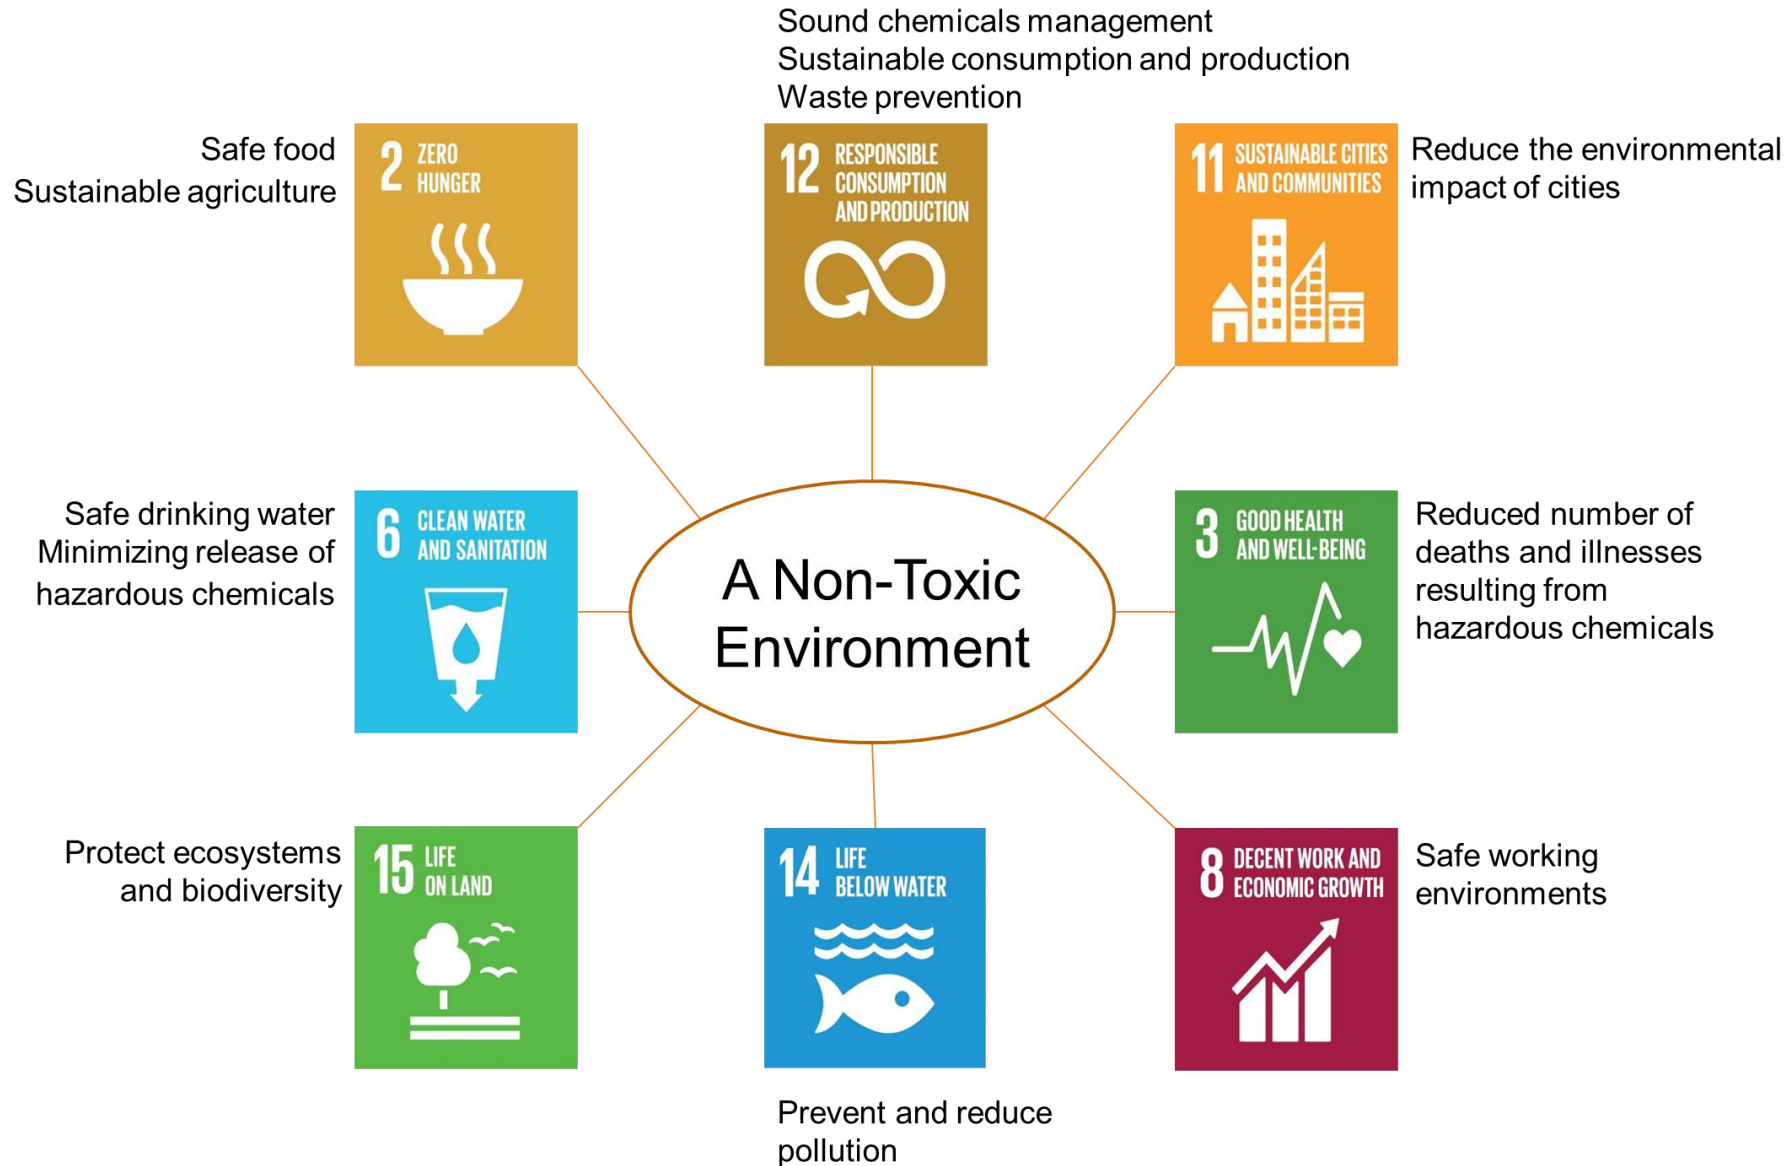 Sound chemicals management
Sustainable consumption and production
Waste prevention
Safe food
Sustainable agriculture
2 ZERO
HUNGER
12 RESPONSIBLE
CONSUMPTION
AND PRODUCTION
11 SUSTAINABLE CITIES
AND COMMUNITIES
Reduce the environmental
impact of cities
Safe drinking water
Minimizing release of
hazardous chemicals
6 CLEAN WATER
AND SANITATION
A Non-Toxic
Environment
3 GOOD HEALTH
AND WELL-BEING
Reduced number of
deaths and illnesses
resulting from
hazardous chemicals
Protect ecosystems
and biodiversity
15 LIFE
ON LAND
14 LIFE
BELOW WATER
8 DECENT WORK AND
ECONOMIC GROWTH
Safe working
environments
Prevent and reduce
pollution